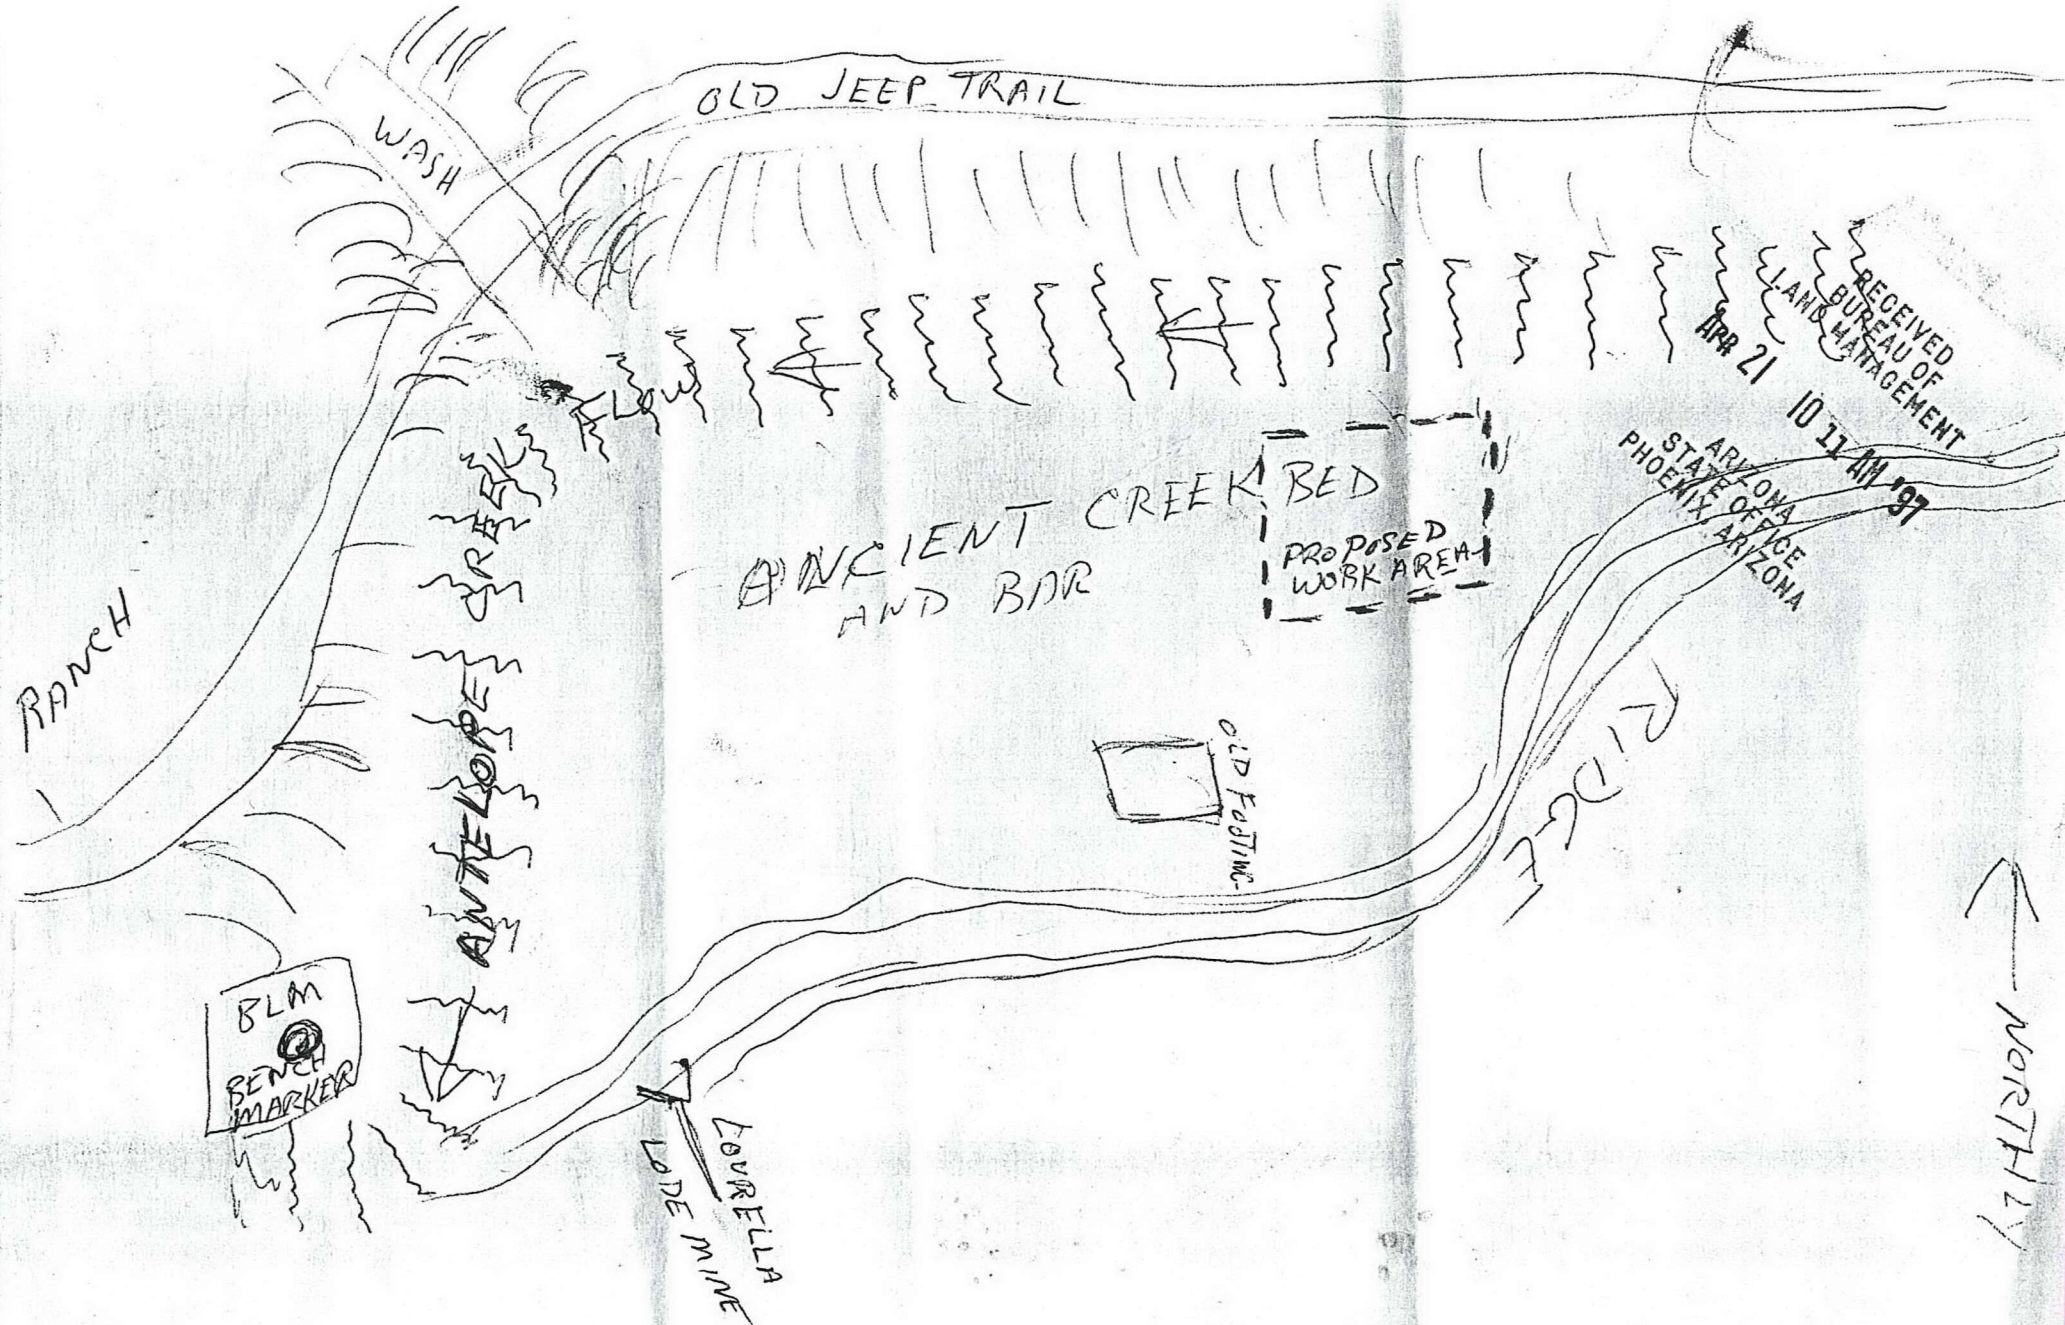 OLD JEEP TRAIL
WASH
RECEIVED
BUREAU OF
LAND MANAGEMENT
APR 21 10 11 AM '97
ARIZONA
STATE OFFICE
PHOENIX, ARIZONA
FLOW
ANTELOPE CREEK
ANCIENT CREEK BED
AND BAR
PROPOSED
WORK AREA
RANCH
OLD FOOTING
RIDGE
BLM
BENCH
MARKER
LOURELLA
LODE MINE
NORTHLY